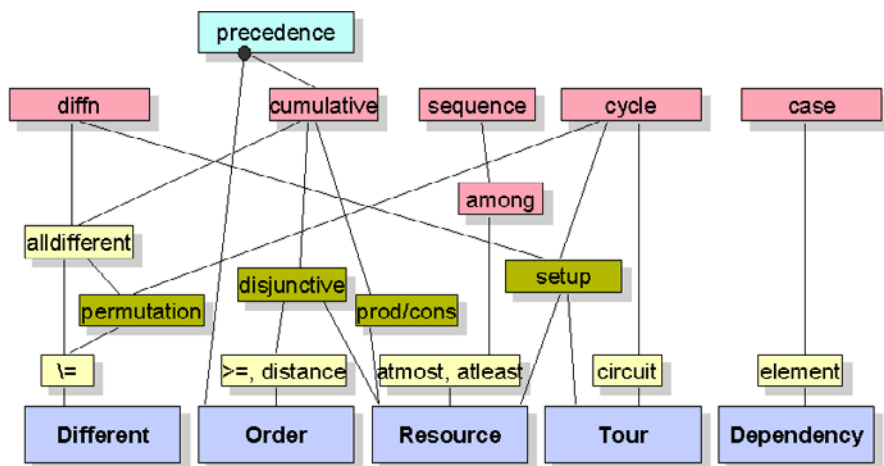 precedence
diffn
cumulative
sequence
cycle
case
among
alldifferent
setup
disjunctive
permutation
prod/cons
\=
>=, distance
atmost, atleast
circuit
element
Different
Order
Resource
Tour
Dependency